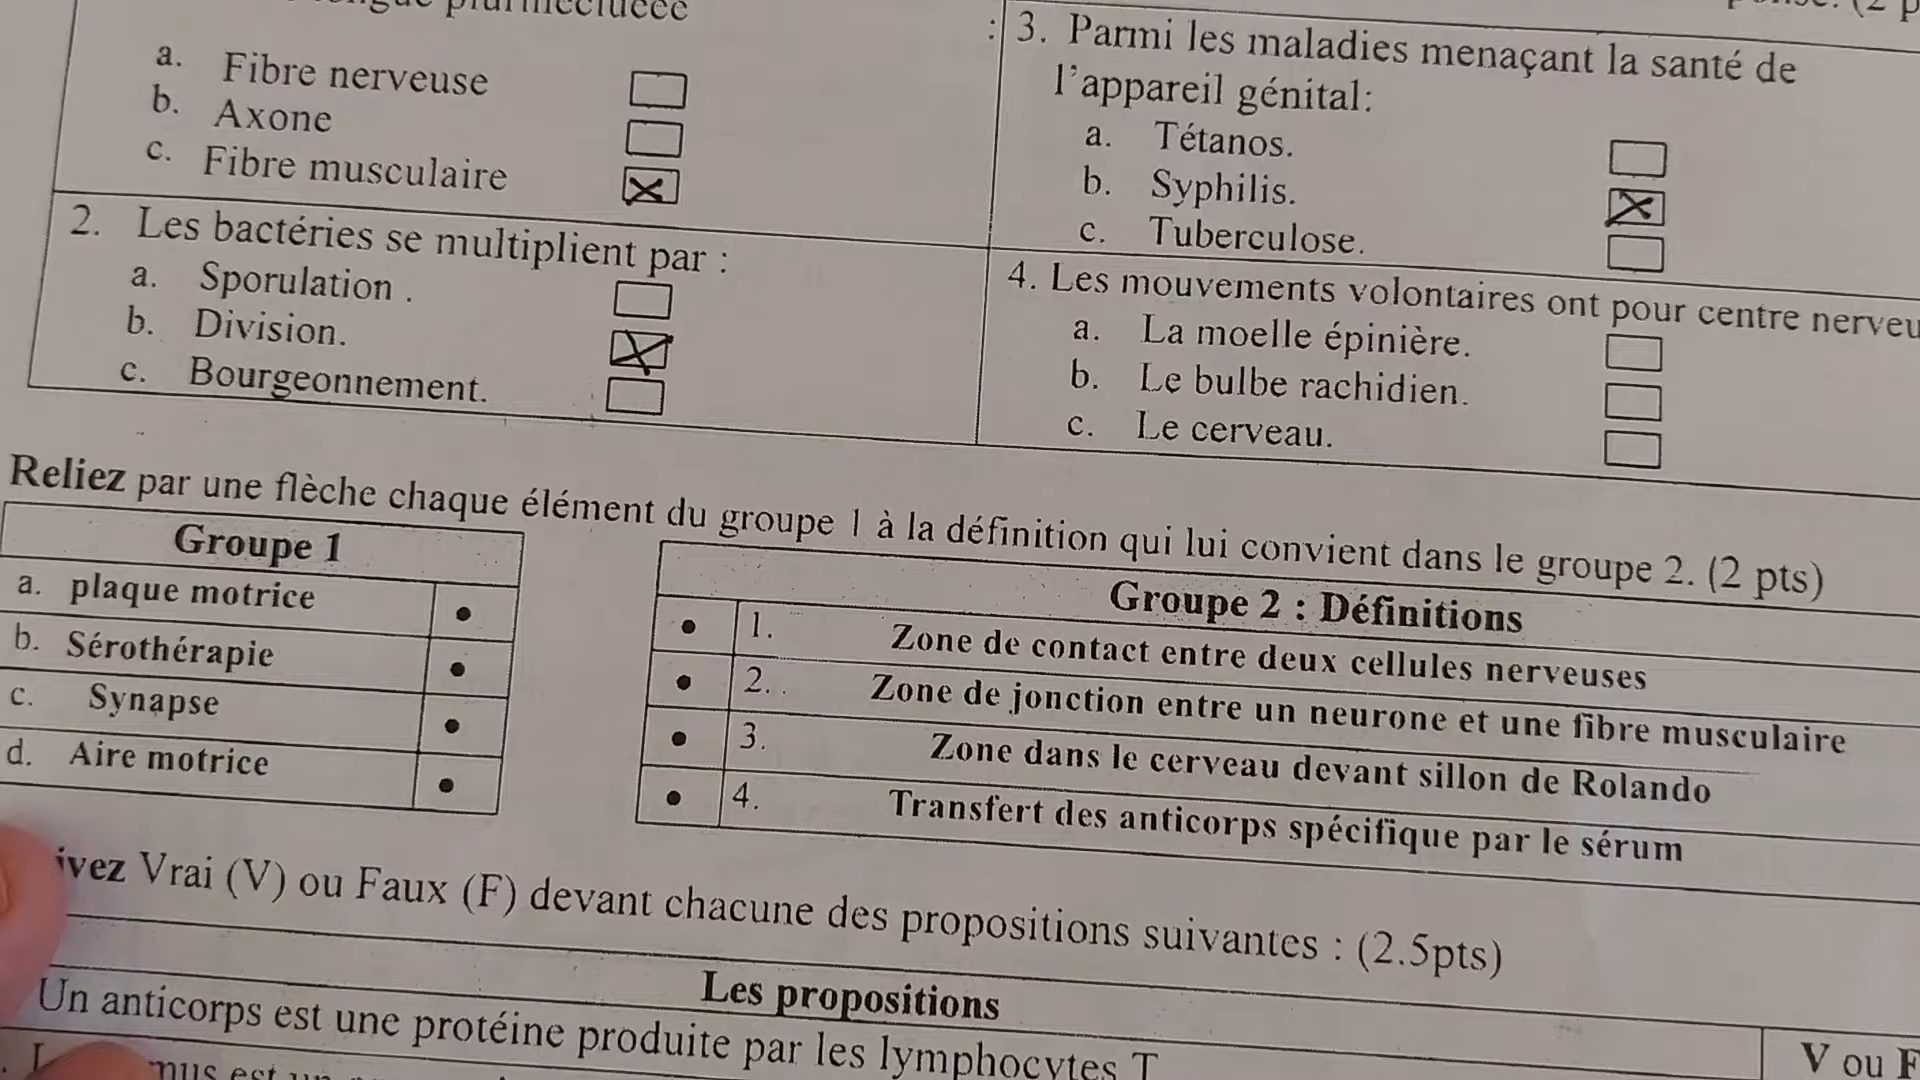 plurinucléée
a. Fibre nerveuse
b. Axone
c. Fibre musculaire
2. Les bactéries se multiplient par :
a. Sporulation .
b. Division.
c. Bourgeonnement.
: 3. Parmi les maladies menaçant la santé de
l'appareil génital:
a. Tétanos.
b. Syphilis.
c. Tuberculose.
4. Les mouvements volontaires ont pour centre nerveu
a. La moelle épinière.
b. Le bulbe rachidien.
c. Le cerveau.
Reliez par une flèche chaque élément du groupe 1 à la définition qui lui convient dans le groupe 2. (2 pts)
Groupe 1
a. plaque motrice
b. Sérothérapie
c. Synapse
d. Aire motrice
Groupe 2 : Définitions
1. Zone de contact entre deux cellules nerveuses
2. . Zone de jonction entre un neurone et une fibre musculaire
3. Zone dans le cerveau devant sillon de Rolando
4. Transfert des anticorps spécifique par le sérum
ivez Vrai (V) ou Faux (F) devant chacune des propositions suivantes : (2.5pts)
Les propositions
V ou F
Un anticorps est une protéine produite par les lymphocytes T